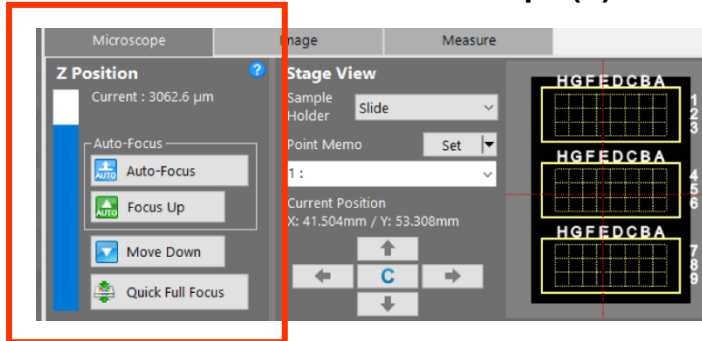 Microscope
Image
Measure
Z Position
?
Current : 3062.6 µm
Auto-Focus
AUTO
Auto-Focus
AUTO
Focus Up
Move Down
Quick Full Focus
Stage View
Sample
Holder
Slide
Point Memo
Set
1 :
Current Position
X: 41.504mm / Y: 53.308mm
C
HGFEDCBA
1
2
3
HGFEDCBA
4
5
6
HGFEDCBA
7
8
9